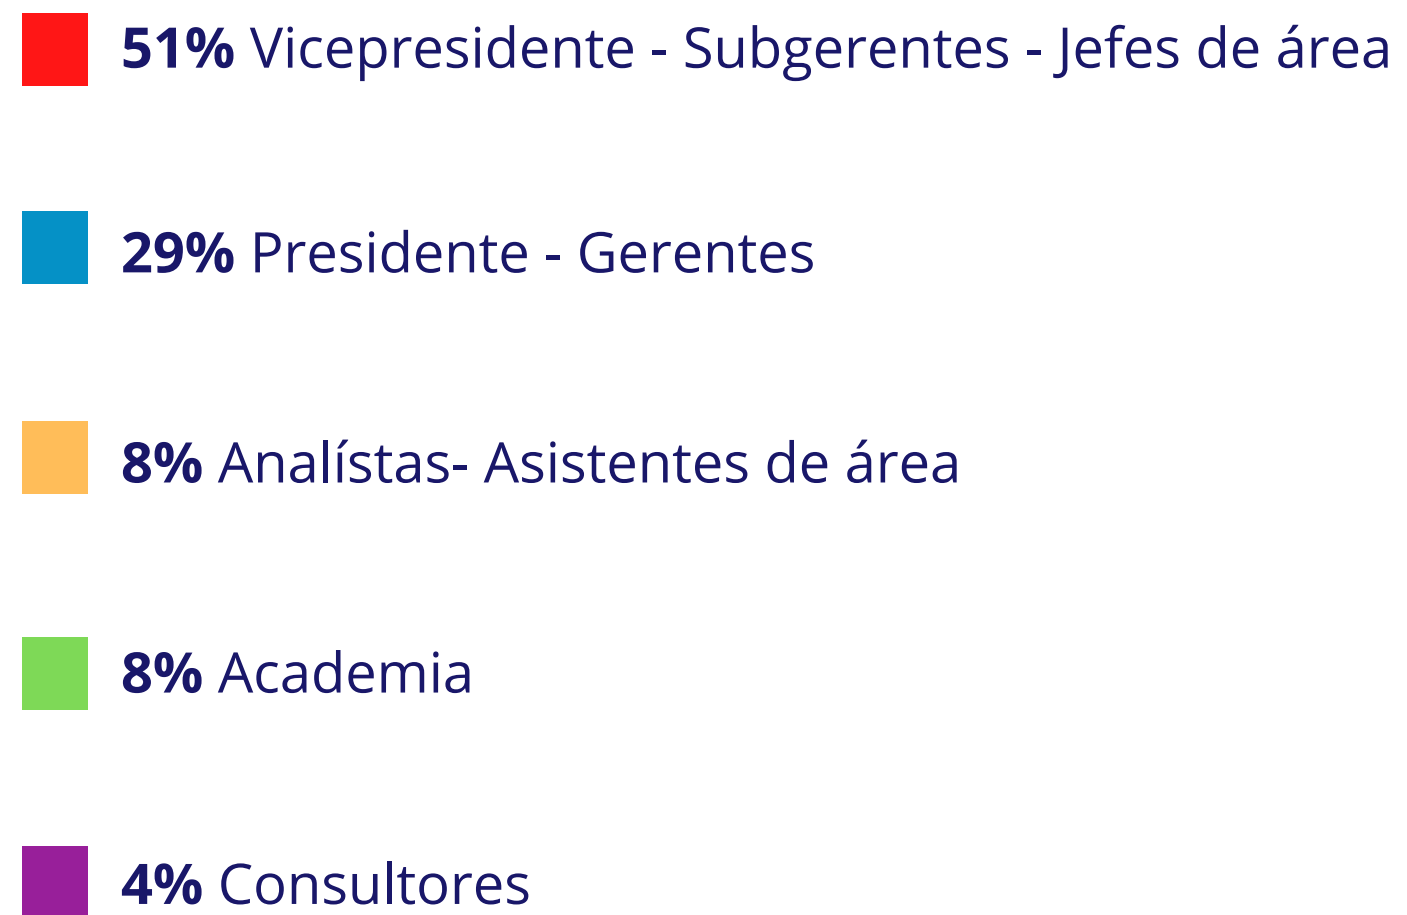 51% Vicepresidente - Subgerentes - Jefes de área
29% Presidente - Gerentes
8% Analístas- Asistentes de área
8% Academia
4% Consultores